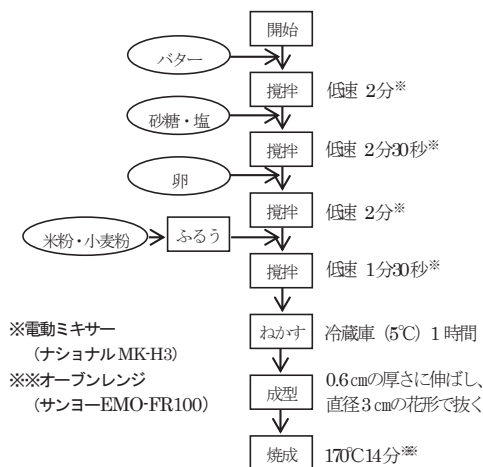 開始
バター
撹拌 低速 2分※
砂糖・塩
撹拌 低速 2分30秒※
卵
撹拌 低速 2分※
米粉・小麦粉 ふるう
撹拌 低速 1分30秒※
ねかす 冷蔵庫（5℃）1時間
※電動ミキサー
（ナショナルMK-H3）
※※オーブンレンジ
（サンヨーEMO-FR100）
成型 0.6㎝の厚さに伸ばし、
直径3㎝の花形で抜く
焼成 170℃14分※※